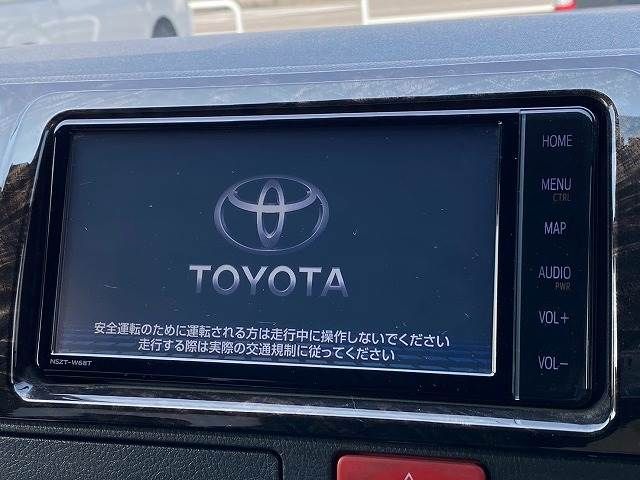 TOYOTA
安全運転のために運転される方は走行中に操作しないでください
走行する際は実際の交通規制に従ってください
NSZT-W68T
HOME
MENU
CTRL
MAP
AUDIO
PWR
VOL+
VOL−